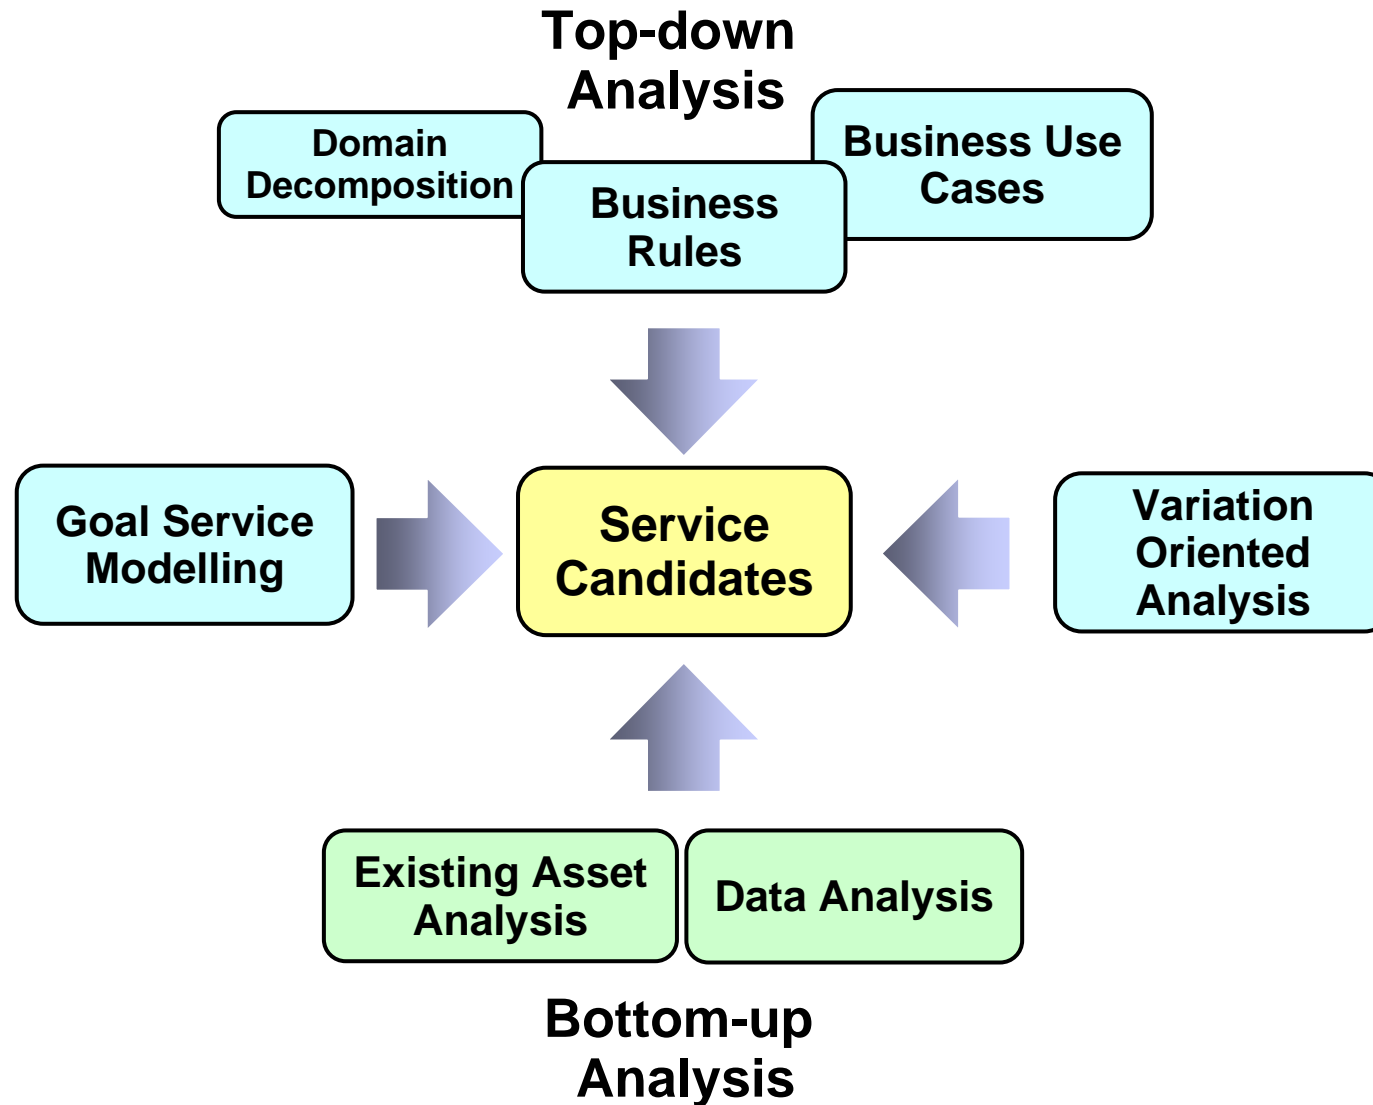 Top-down
Analysis
Domain
Decomposition
Business
Rules
Business Use
Cases
Goal Service
Modelling
Service
Candidates
Variation
Oriented
Analysis
Existing Asset
Analysis
Data Analysis
Bottom-up
Analysis